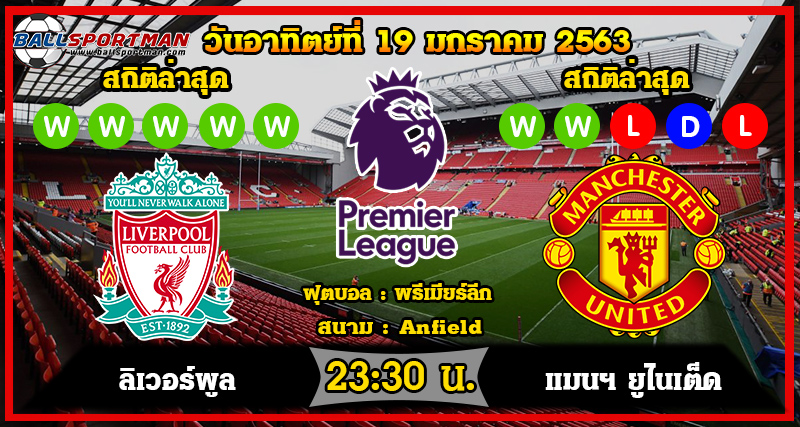 BALLSPORTMAN
www.ballsportman.com
วันอาทิตย์ที่ 19 มกราคม 2563
สถิติล่าสุด
W W W W W
สถิติล่าสุด
W W L D L
YOU'LL NEVER WALK ALONE
LIVERPOOL
FOOTBALL CLUB
EST·1892
Premier
League
MANCHESTER
UNITED
ฟุตบอล : พรีเมียร์ลีก
สนาม : Anfield
ลิเวอร์พูล
23:30 น.
แมนฯ ยูไนเต็ด